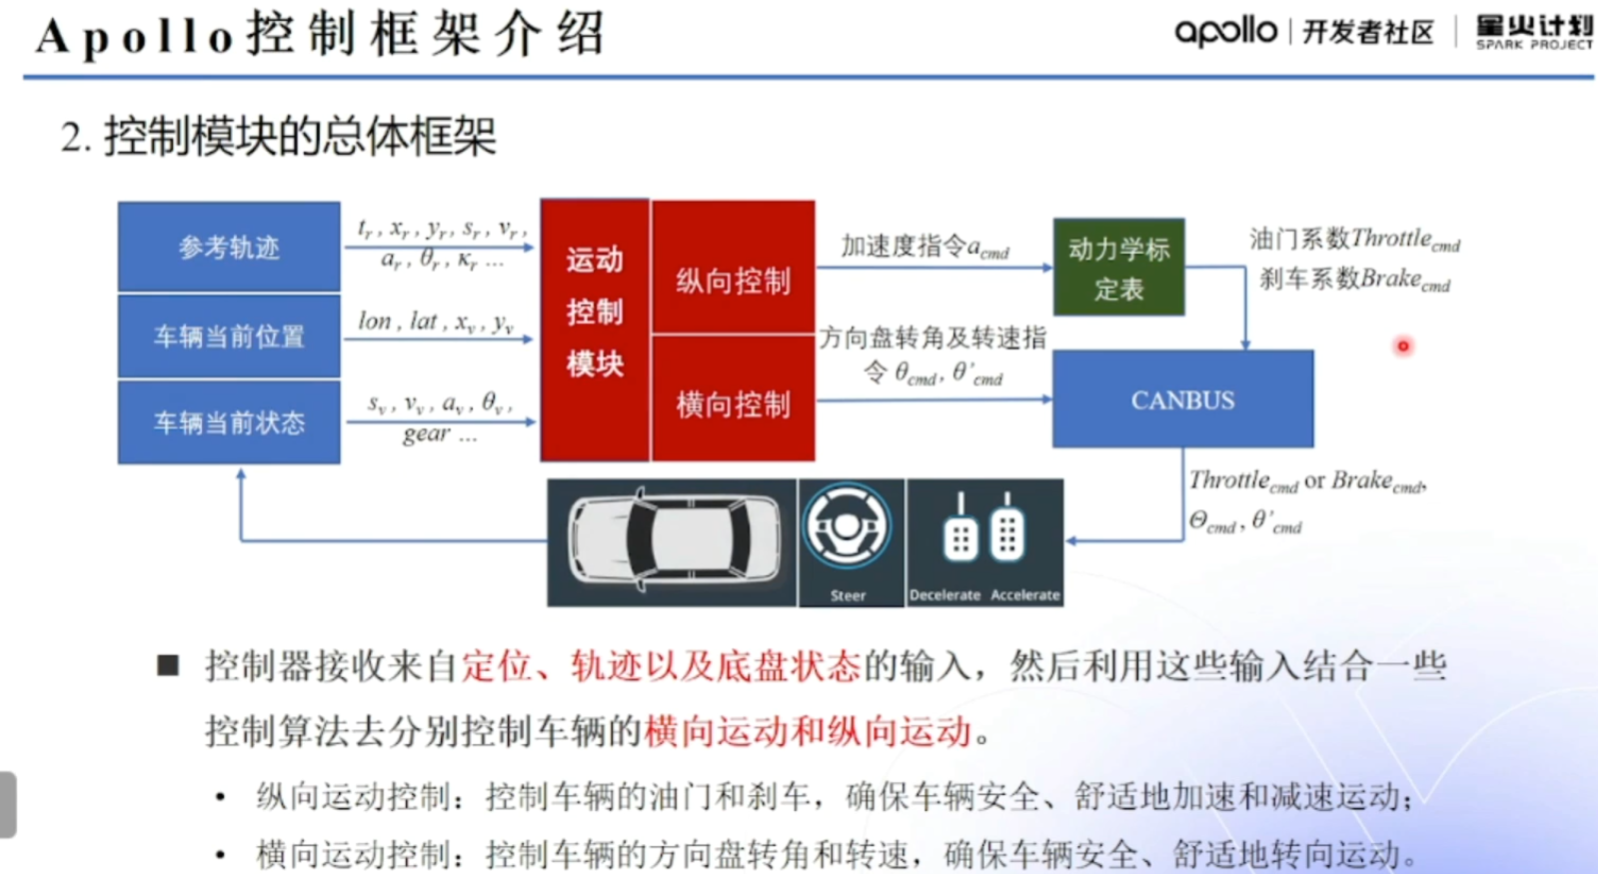 Apollo控制框架介绍
apollo | 开发者社区 | 星火计划
SPARK PROJECT
2. 控制模块的总体框架
参考轨迹
tᵣ, xᵣ, yᵣ, sᵣ, vᵣ,
aᵣ, θᵣ, κᵣ ...
车辆当前位置
lon, lat, xᵥ, yᵥ
车辆当前状态
sᵥ, vᵥ, aᵥ, θᵥ,
gear ...
运动
控制
模块
纵向控制
横向控制
加速度指令a_cmd
方向盘转角及转速指
令 θ_cmd, θ'_cmd
动力学标
定表
油门系数Throttle_cmd
刹车系数Brake_cmd
CANBUS
Throttle_cmd or Brake_cmd,
Θ_cmd, θ'_cmd
Steer
Decelerate Accelerate
■ 控制器接收来自定位、轨迹以及底盘状态的输入，然后利用这些输入结合一些
控制算法去分别控制车辆的横向运动和纵向运动。
• 纵向运动控制：控制车辆的油门和刹车，确保车辆安全、舒适地加速和减速运动；
• 横向运动控制：控制车辆的方向盘转角和转速，确保车辆安全、舒适地转向运动。